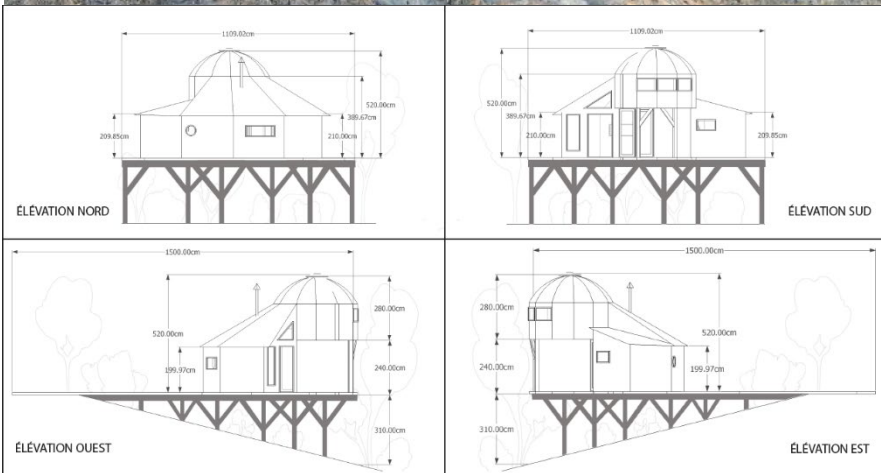 1109.02cm
520.00cm
389.67cm
209.85cm
210.00cm
ÉLÉVATION NORD
1109.02cm
520.00cm
389.67cm
210.00cm
209.85cm
ÉLÉVATION SUD
1500.00cm
280.00cm
520.00cm
199.97cm
240.00cm
310.00cm
ÉLÉVATION OUEST
1500.00cm
280.00cm
520.00cm
240.00cm
199.97cm
310.00cm
ÉLÉVATION EST